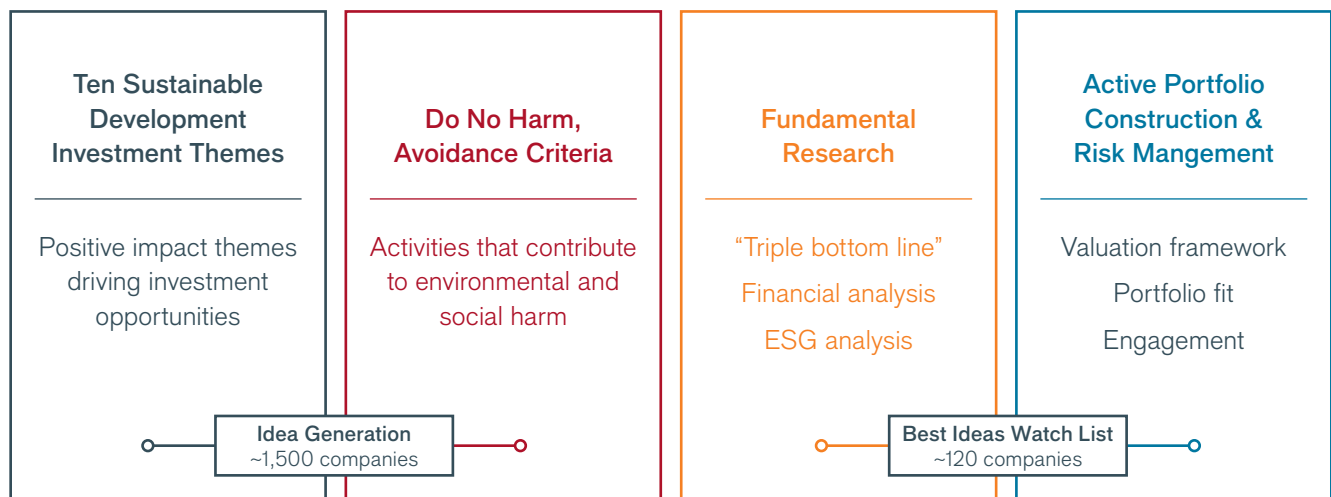 Ten Sustainable
Development
Investment Themes
Positive impact themes
driving investment
opportunities
Do No Harm,
Avoidance Criteria
Activities that contribute
to environmental and
social harm
Fundamental
Research
“Triple bottom line”
Financial analysis
ESG analysis
Active Portfolio
Construction &
Risk Mangement
Valuation framework
Portfolio fit
Engagement
Idea Generation
~1,500 companies
Best Ideas Watch List
~120 companies